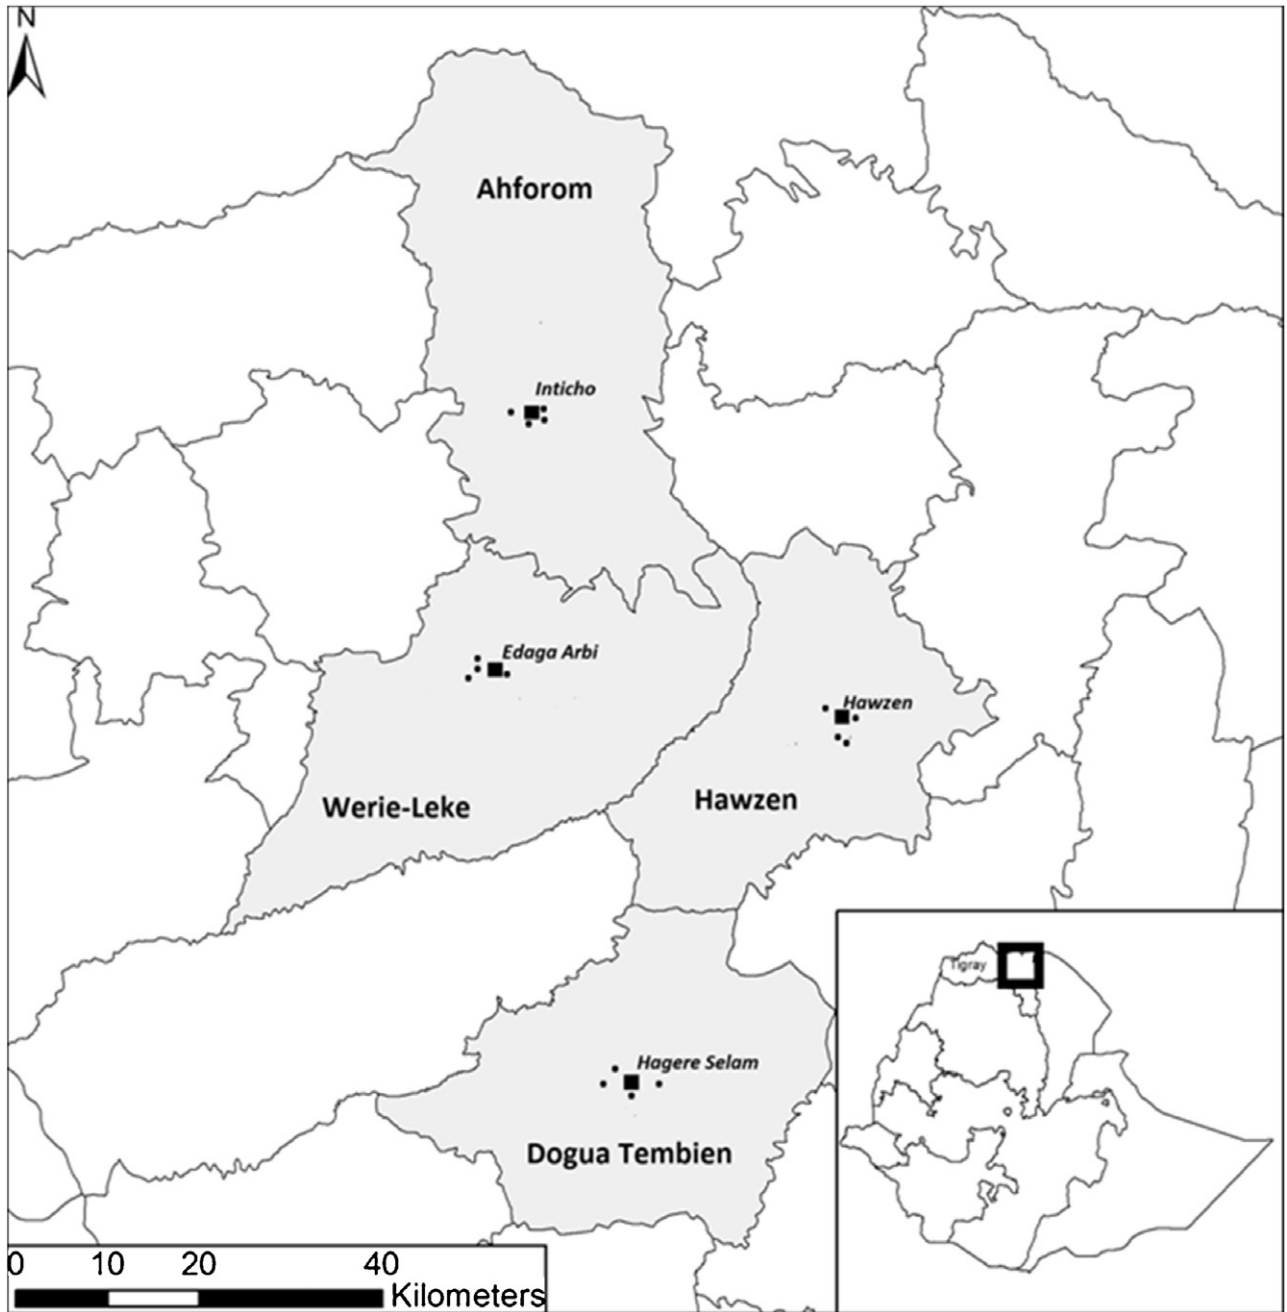 N
Ahforom
Inticho
Edaga Arbi
Hawzen
Werie-Leke
Hawzen
Tigray
Hagere Selam
Dogua Tembien
0 10 20 40
Kilometers